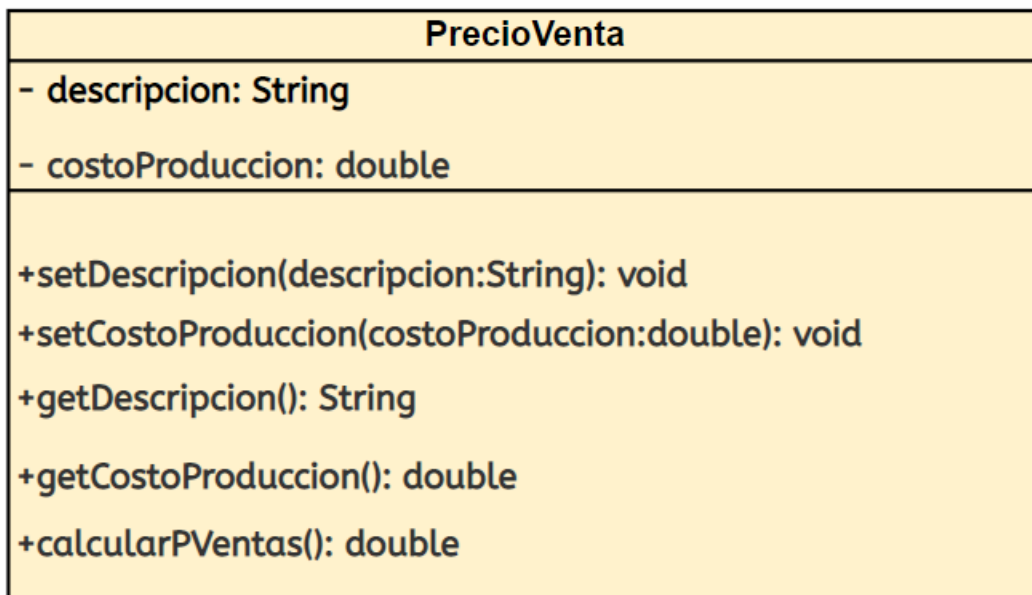 PrecioVenta
- descripcion: String
- costoProduccion: double
+setDescripcion(descripcion:String): void
+setCostoProduccion(costoProduccion:double): void
+getDescripcion(): String
+getCostoProduccion(): double
+calcularPVentas(): double